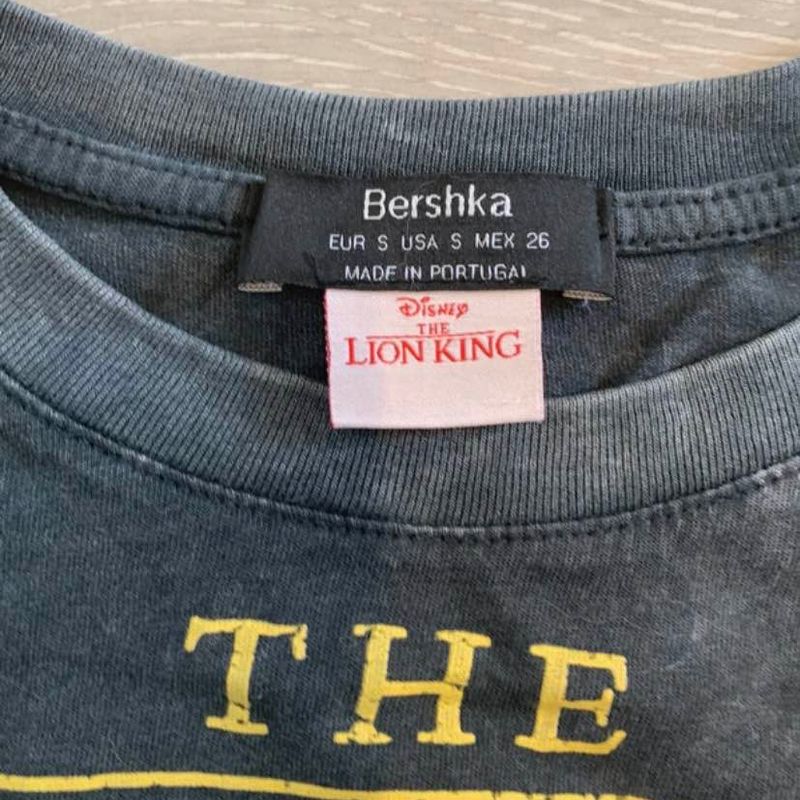 Bershka
EUR S USA S MEX 26
MADE IN PORTUGAL
Disney
THE
LION KING
THE